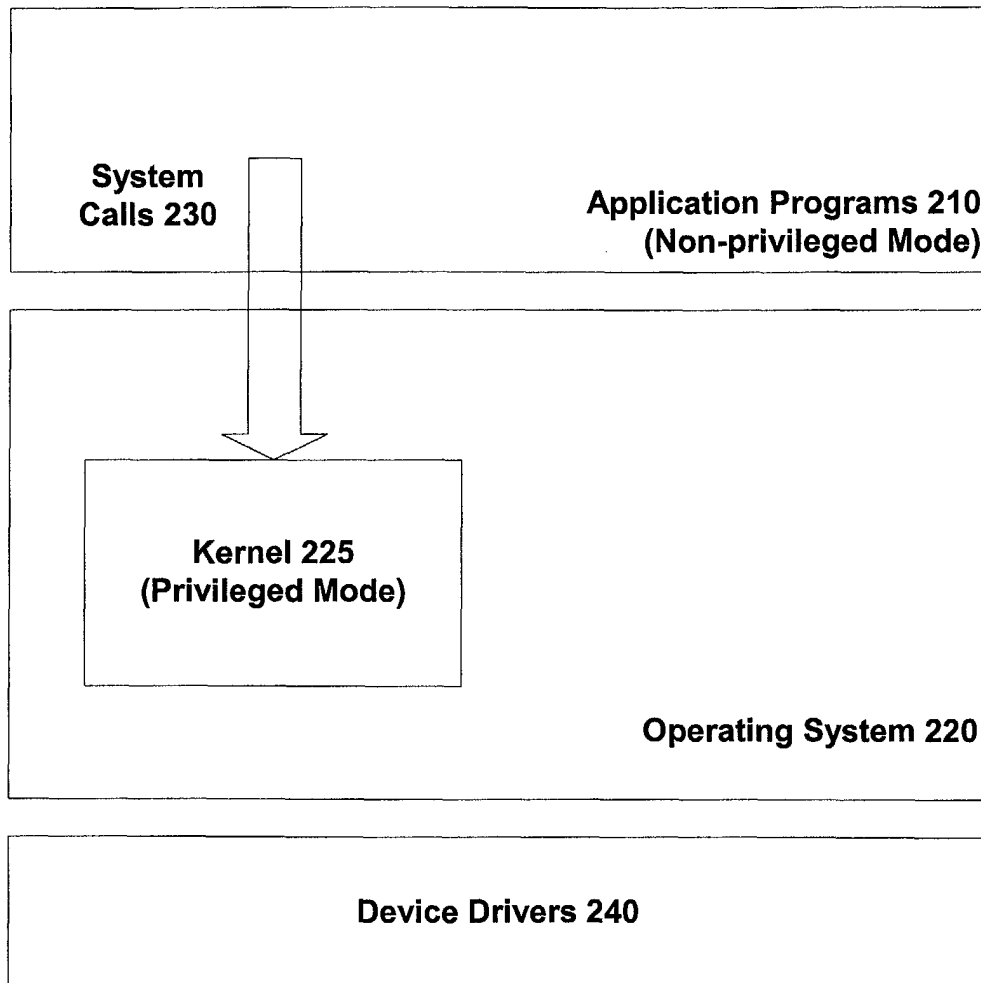 System
Calls 230
Application Programs 210
(Non-privileged Mode)
Kernel 225
(Privileged Mode)
Operating System 220
Device Drivers 240